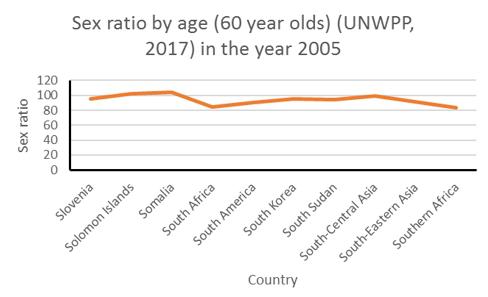 Sex ratio by age (60 year olds) (UNWPP,
2017) in the year 2005
120
100
80
60
40
20
0
Sex ratio
Slovenia
Solomon Islands
Somalia
South Africa
South America
South Korea
South Sudan
South-Central Asia
South-Eastern Asia
Southern Africa
Country